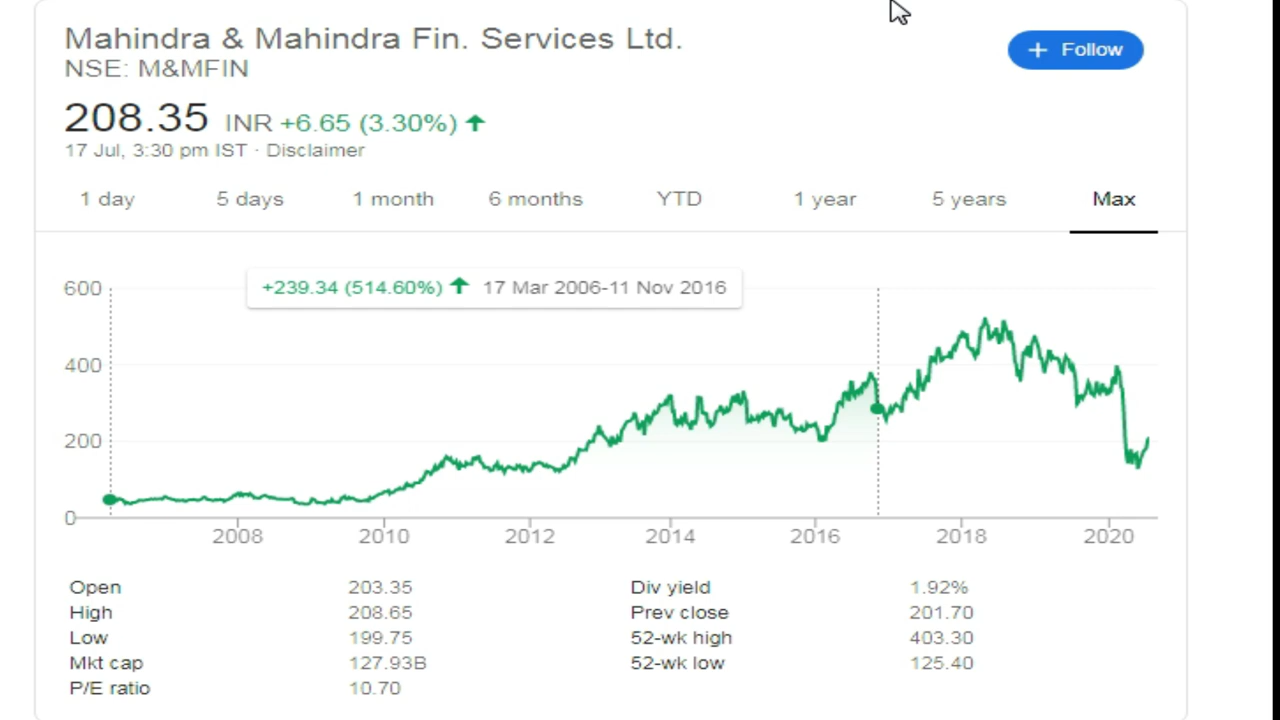 Mahindra & Mahindra Fin. Services Ltd.
+ Follow
NSE: M&MFIN
208.35 INR +6.65 (3.30%)
17 Jul, 3:30 pm IST · Disclaimer
1 day 5 days 1 month 6 months YTD 1 year 5 years Max
+239.34 (514.60%) 17 Mar 2006-11 Nov 2016
600
400
200
0
2008 2010 2012 2014 2016 2018 2020
Open 203.35 Div yield 1.92%
High 208.65 Prev close 201.70
Low 199.75 52-wk high 403.30
Mkt cap 127.93B 52-wk low 125.40
P/E ratio 10.70